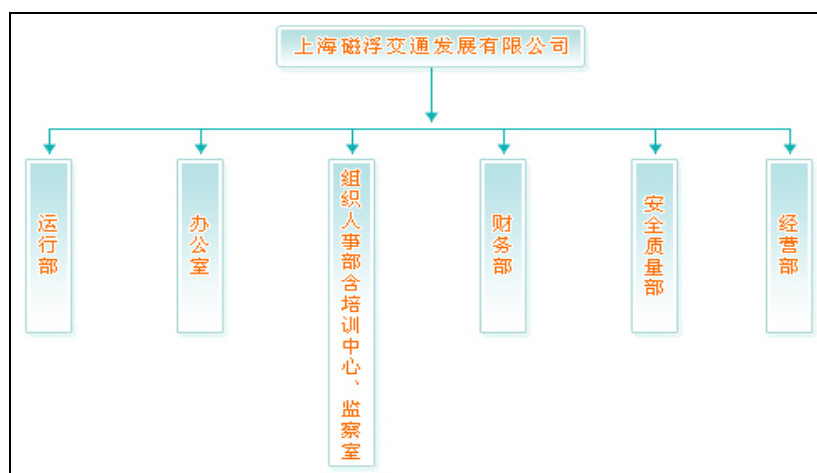 上海磁浮交通发展有限公司
运行部
办公室
组织人事部含培训中心、监察室
财务部
安全质量部
经营部